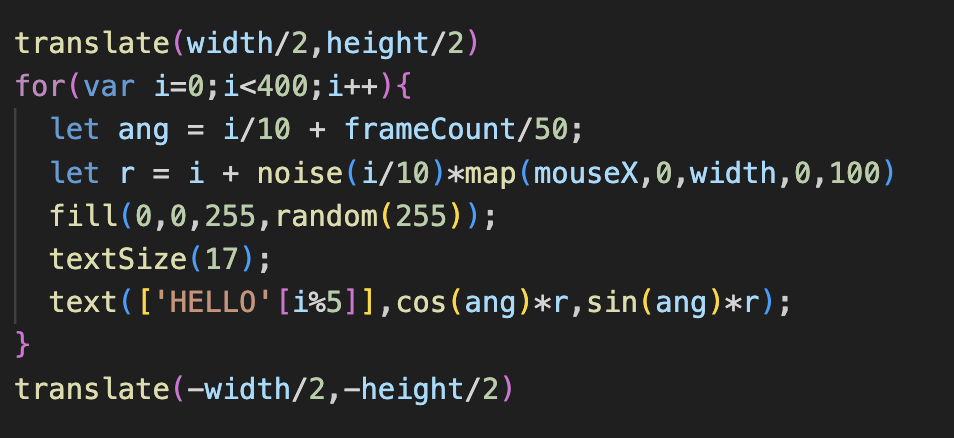 translate(width/2,height/2)
for(var i=0;i<400;i++){
  let ang = i/10 + frameCount/50;
  let r = i + noise(i/10)*map(mouseX,0,width,0,100)
  fill(0,0,255,random(255));
  textSize(17);
  text(['HELLO'[i%5]],cos(ang)*r,sin(ang)*r);
}
translate(-width/2,-height/2)